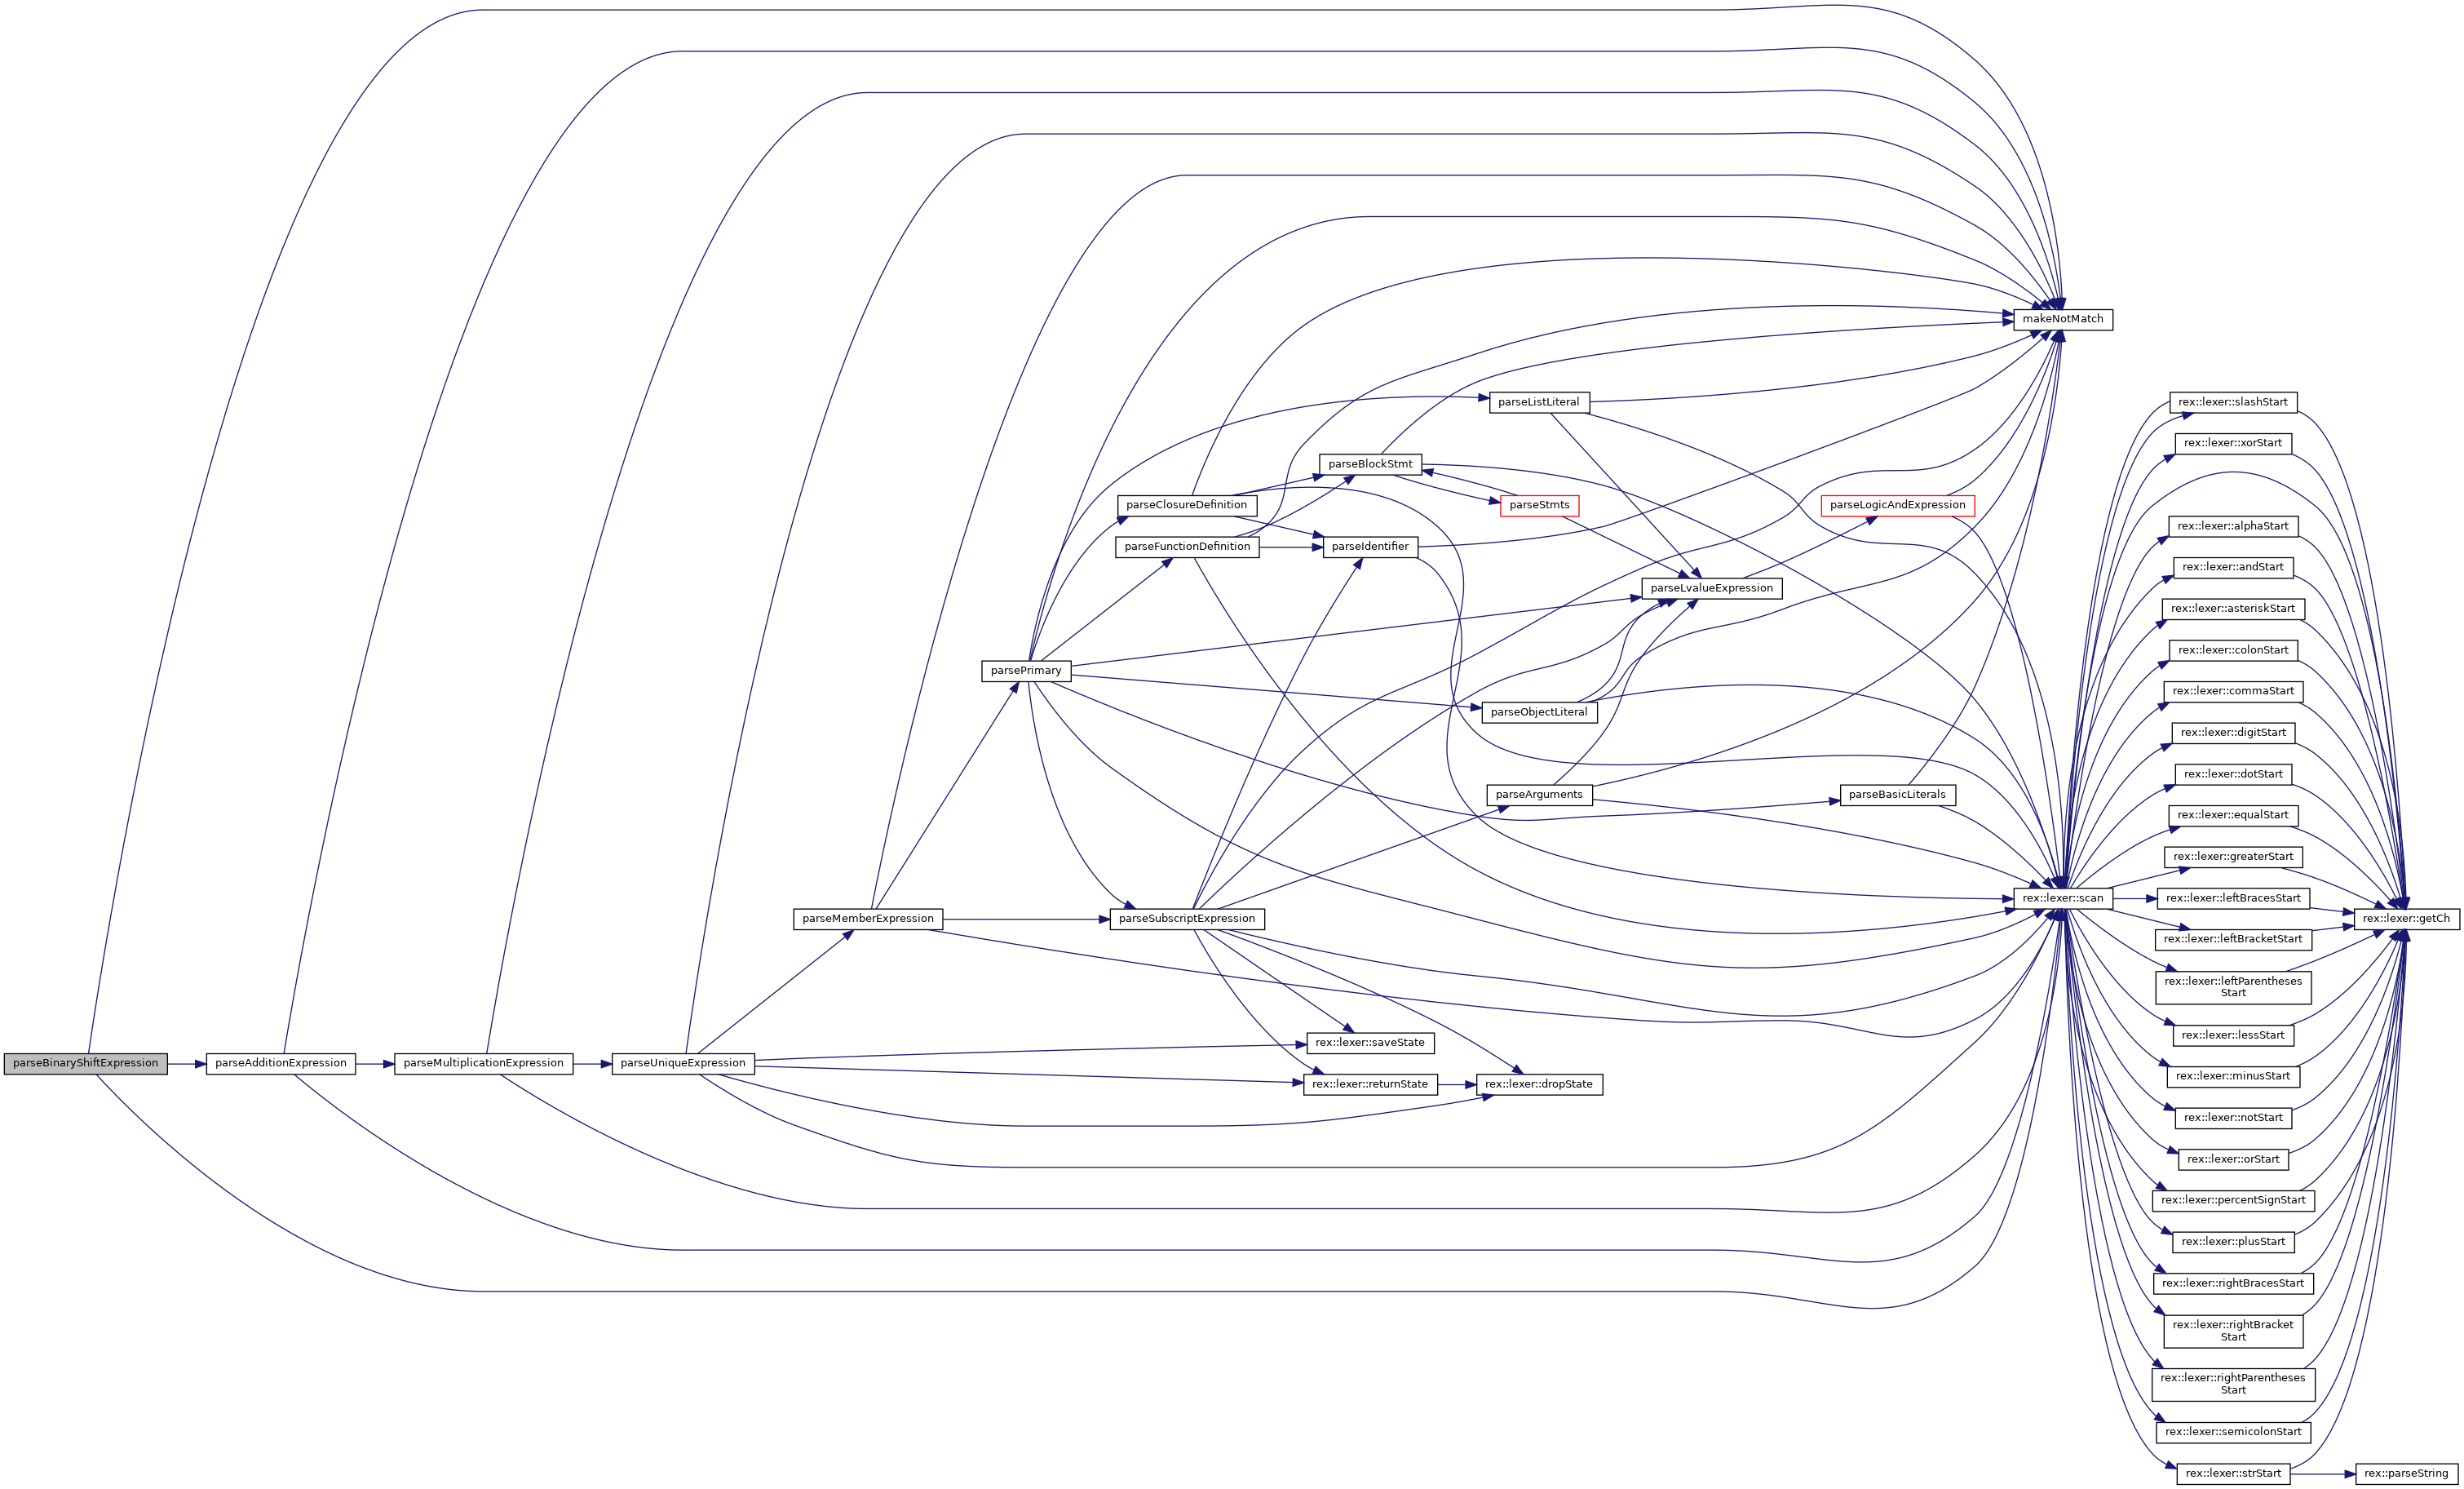 makeNotMatch
parseListLiteral
rex::lexer::slashStart
rex::lexer::xorStart
parseBlockStmt
parseClosureDefinition
parseStmts
parseLogicAndExpression
rex::lexer::alphaStart
parseFunctionDefinition
parseIdentifier
rex::lexer::andStart
parseLvalueExpression
rex::lexer::asteriskStart
rex::lexer::colonStart
parsePrimary
rex::lexer::commaStart
parseObjectLiteral
rex::lexer::digitStart
rex::lexer::dotStart
parseArguments
parseBasicLiterals
rex::lexer::equalStart
rex::lexer::greaterStart
rex::lexer::scan
rex::lexer::leftBracesStart
parseMemberExpression
parseSubscriptExpression
rex::lexer::getCh
rex::lexer::leftBracketStart
rex::lexer::leftParentheses
Start
rex::lexer::lessStart
rex::lexer::saveState
parseBinaryShiftExpression
parseAdditionExpression
parseMultiplicationExpression
parseUniqueExpression
rex::lexer::minusStart
rex::lexer::returnState
rex::lexer::dropState
rex::lexer::notStart
rex::lexer::orStart
rex::lexer::percentSignStart
rex::lexer::plusStart
rex::lexer::rightBracesStart
rex::lexer::rightBracket
Start
rex::lexer::rightParentheses
Start
rex::lexer::semicolonStart
rex::lexer::strStart
rex::parseString